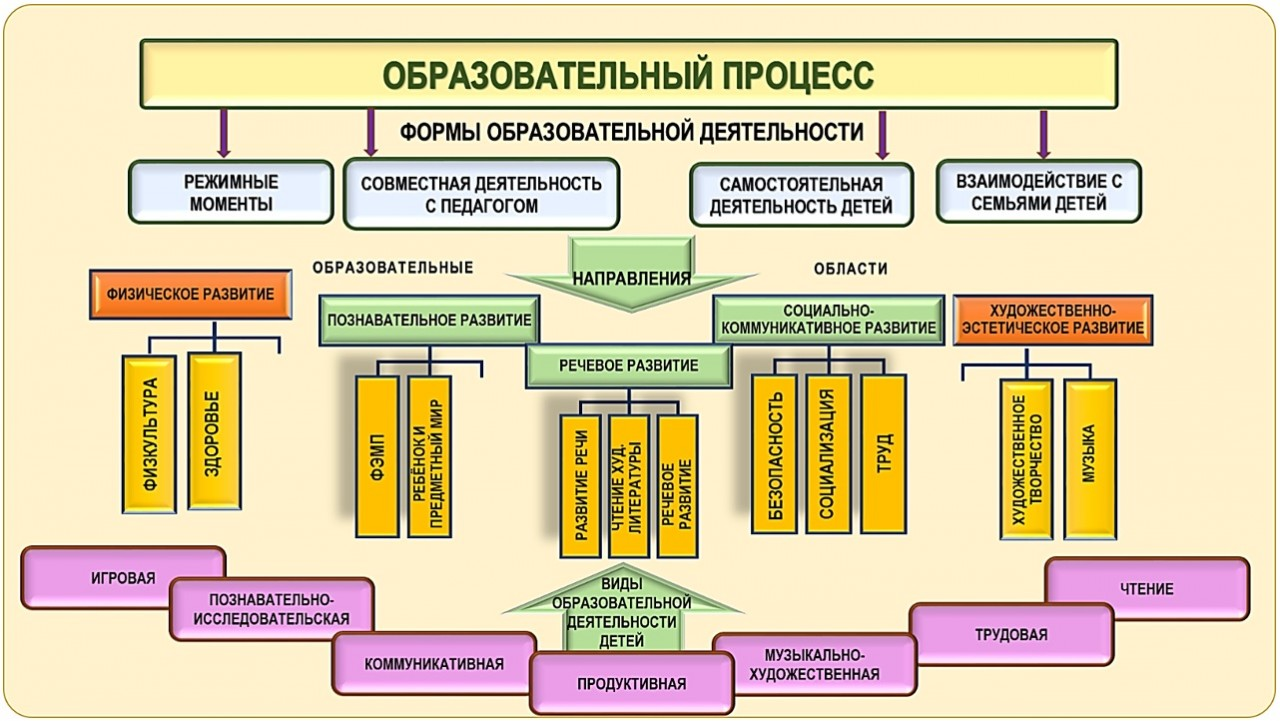 ОБРАЗОВАТЕЛЬНЫЙ ПРОЦЕСС
ФОРМЫ ОБРАЗОВАТЕЛЬНОЙ ДЕЯТЕЛЬНОСТИ
РЕЖИМНЫЕ
МОМЕНТЫ
СОВМЕСТНАЯ ДЕЯТЕЛЬНОСТЬ
С ПЕДАГОГОМ
САМОСТОЯТЕЛЬНАЯ
ДЕЯТЕЛЬНОСТЬ ДЕТЕЙ
ВЗАИМОДЕЙСТВИЕ С
СЕМЬЯМИ ДЕТЕЙ
ОБРАЗОВАТЕЛЬНЫЕ
НАПРАВЛЕНИЯ
ОБЛАСТИ
ФИЗИЧЕСКОЕ РАЗВИТИЕ
ПОЗНАВАТЕЛЬНОЕ РАЗВИТИЕ
РЕЧЕВОЕ РАЗВИТИЕ
СОЦИАЛЬНО-
КОММУНИКАТИВНОЕ РАЗВИТИЕ
ХУДОЖЕСТВЕННО-
ЭСТЕТИЧЕСКОЕ РАЗВИТИЕ
ФИЗКУЛЬТУРА
ЗДОРОВЬЕ
ФЭМП
РЕБЁНОК И
ПРЕДМЕТНЫЙ МИР
РАЗВИТИЕ РЕЧИ
ЧТЕНИЕ ХУД.
ЛИТЕРАТУРЫ
РЕЧЕВОЕ
РАЗВИТИЕ
БЕЗОПАСНОСТЬ
СОЦИАЛИЗАЦИЯ
ТРУД
ХУДОЖЕСТВЕННОЕ
ТВОРЧЕСТВО
МУЗЫКА
ВИДЫ
ОБРАЗОВАТЕЛЬНОЙ
ДЕЯТЕЛЬНОСТИ
ДЕТЕЙ
ИГРОВАЯ
ПОЗНАВАТЕЛЬНО-
ИССЛЕДОВАТЕЛЬСКАЯ
КОММУНИКАТИВНАЯ
ПРОДУКТИВНАЯ
МУЗЫКАЛЬНО-
ХУДОЖЕСТВЕННАЯ
ТРУДОВАЯ
ЧТЕНИЕ